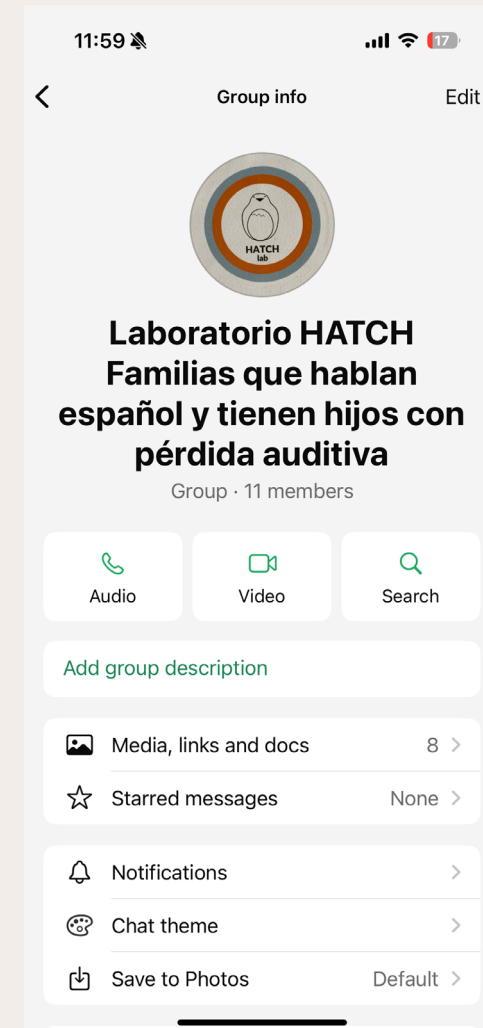 11:59
17
Group info
Edit
HATCH
lab
Laboratorio HATCH
Familias que hablan
español y tienen hijos con
pérdida auditiva
Group · 11 members
Audio
Video
Search
Add group description
Media, links and docs
8
Starred messages
None
Notifications
Chat theme
Save to Photos
Default